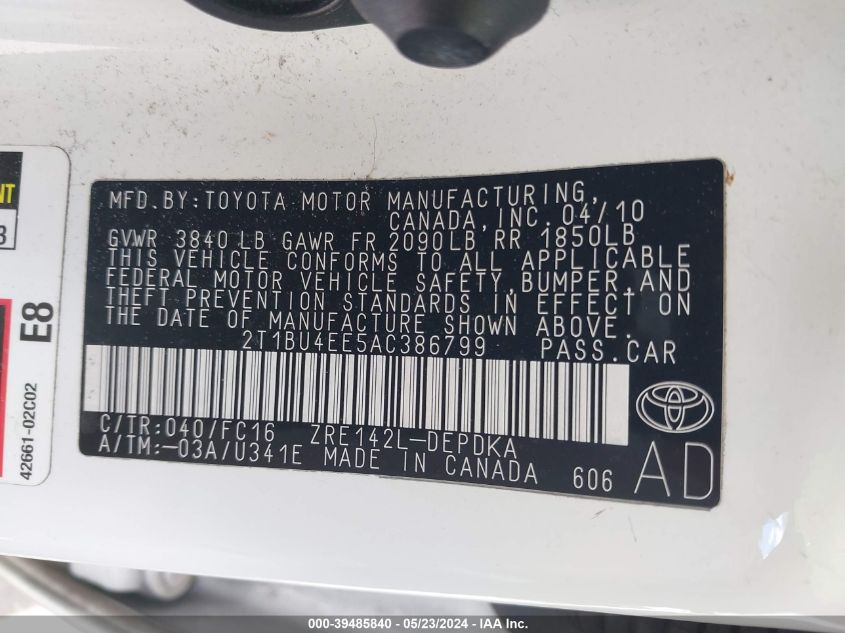 MFD. BY: TOYOTA MOTOR MANUFACTURING,
CANADA, INC. 04/10
GVWR 3840 LB GAWR FR 2090LB RR 1850LB
THIS VEHICLE CONFORMS TO ALL APPLICABLE
FEDERAL MOTOR VEHICLE SAFETY, BUMPER, AND
THEFT PREVENTION STANDARDS IN EFFECT ON
THE DATE OF MANUFACTURE SHOWN ABOVE.
2T1BU4EE5AC386799 PASS. CAR
C/TR: 040/FC16 ZRE142L-DEPDKA
A/TM: -03A/U341E MADE IN CANADA 606
AD
NT
3
E8
42661-02C02
000-39485840 - 05/23/2024 - IAA Inc.